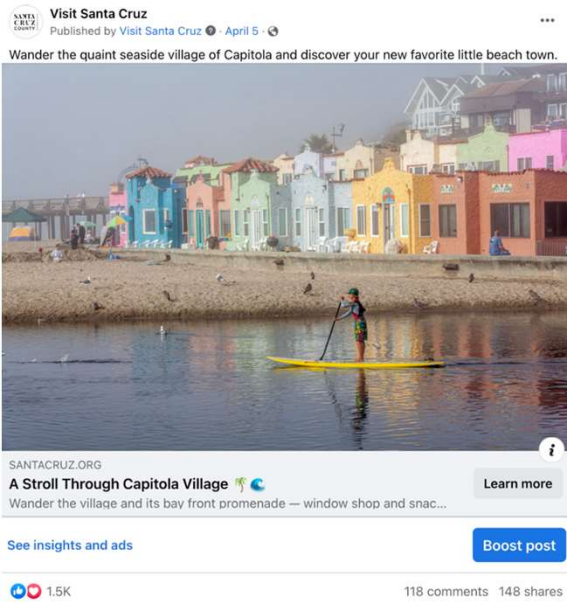 SANTA
CRUZ
COUNTY
Visit Santa Cruz
Published by Visit Santa Cruz ? · April 5 ·
Wander the quaint seaside village of Capitola and discover your new favorite little beach town.
i
SANTACRUZ.ORG
A Stroll Through Capitola Village 🌴🌊
Learn more
Wander the village and its bay front promenade — window shop and snac...
See insights and ads
Boost post
1.5K
118 comments 148 shares